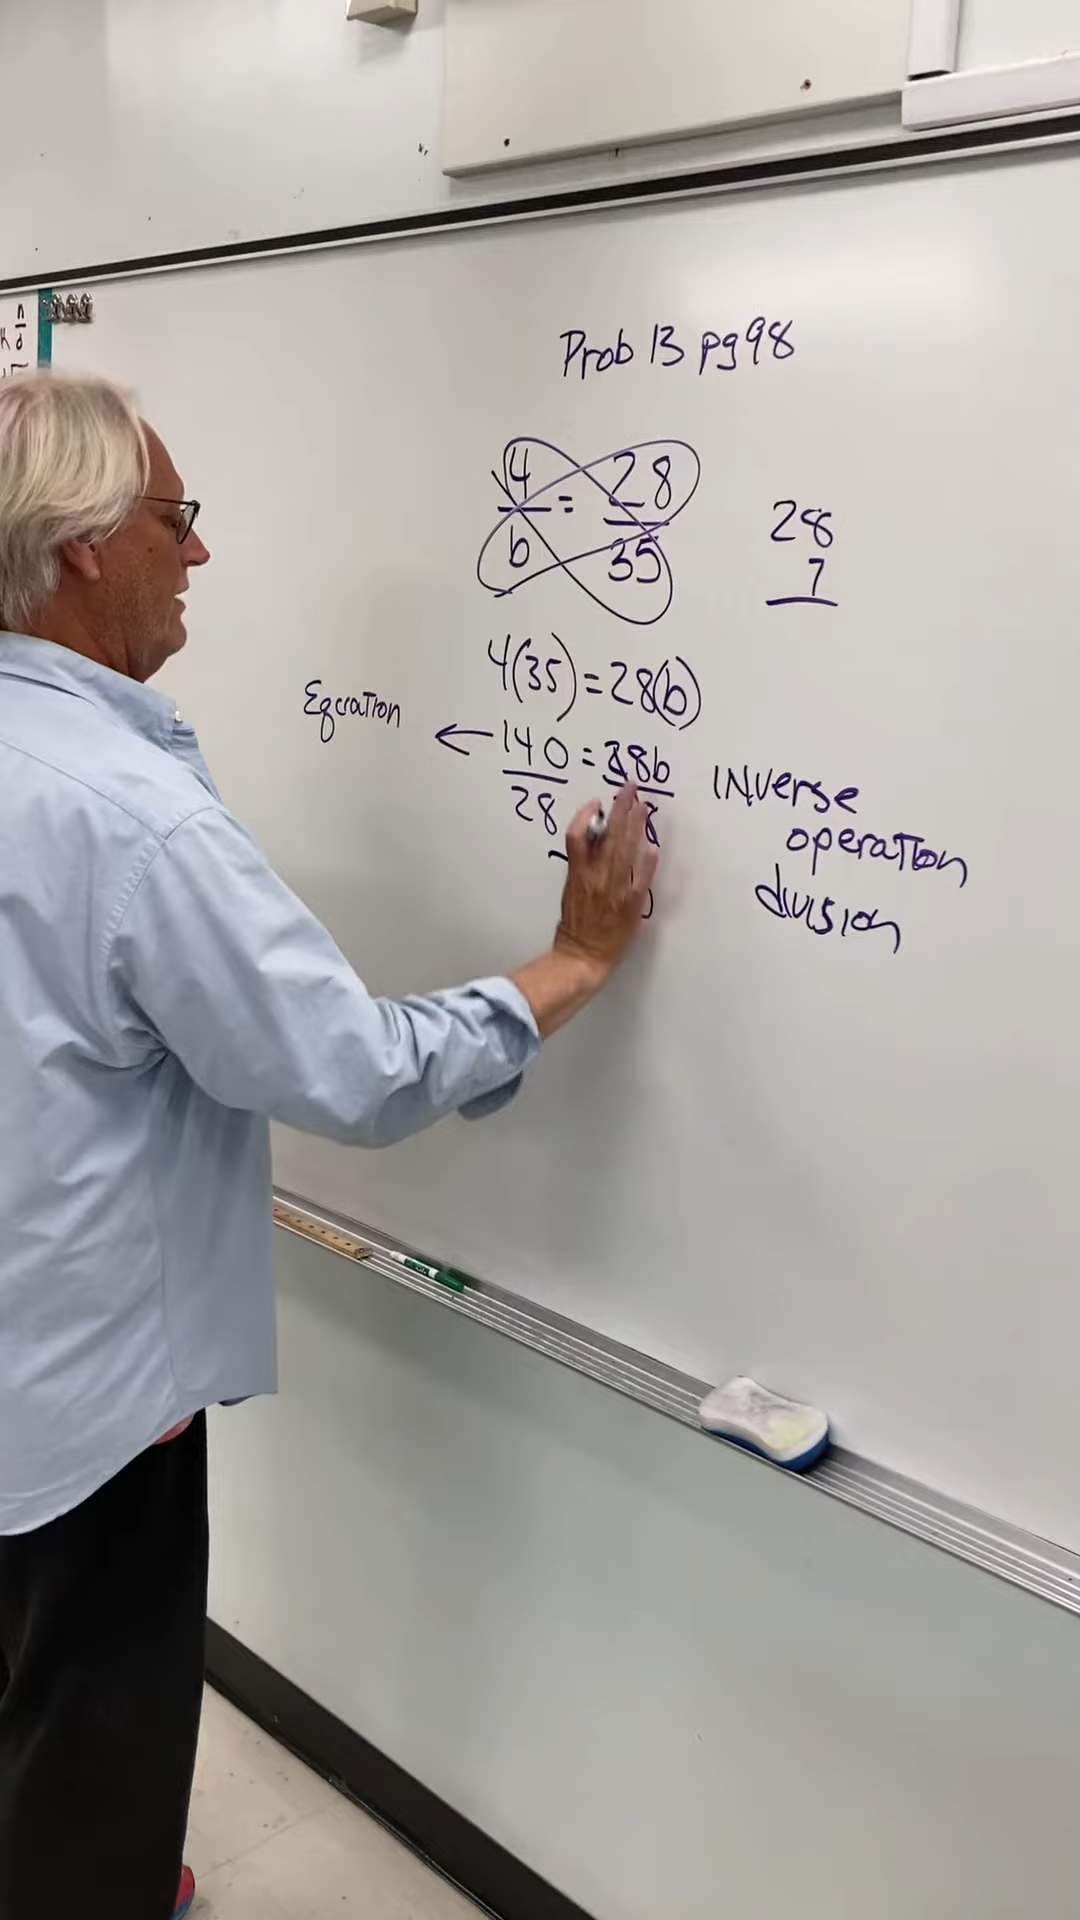 Prob 13 pg 98
4 = 28
b 35
28
7
4(35) = 28(b)
Equation
140 = 28b
28
Inverse
operation
division